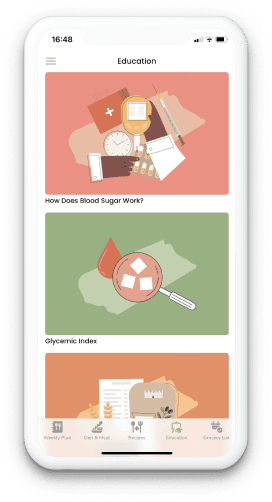 16:48
Education
How Does Blood Sugar Work?
Glycemic Index
Weekly Plan
Diet & Meal
Recipes
Education
Grocery List